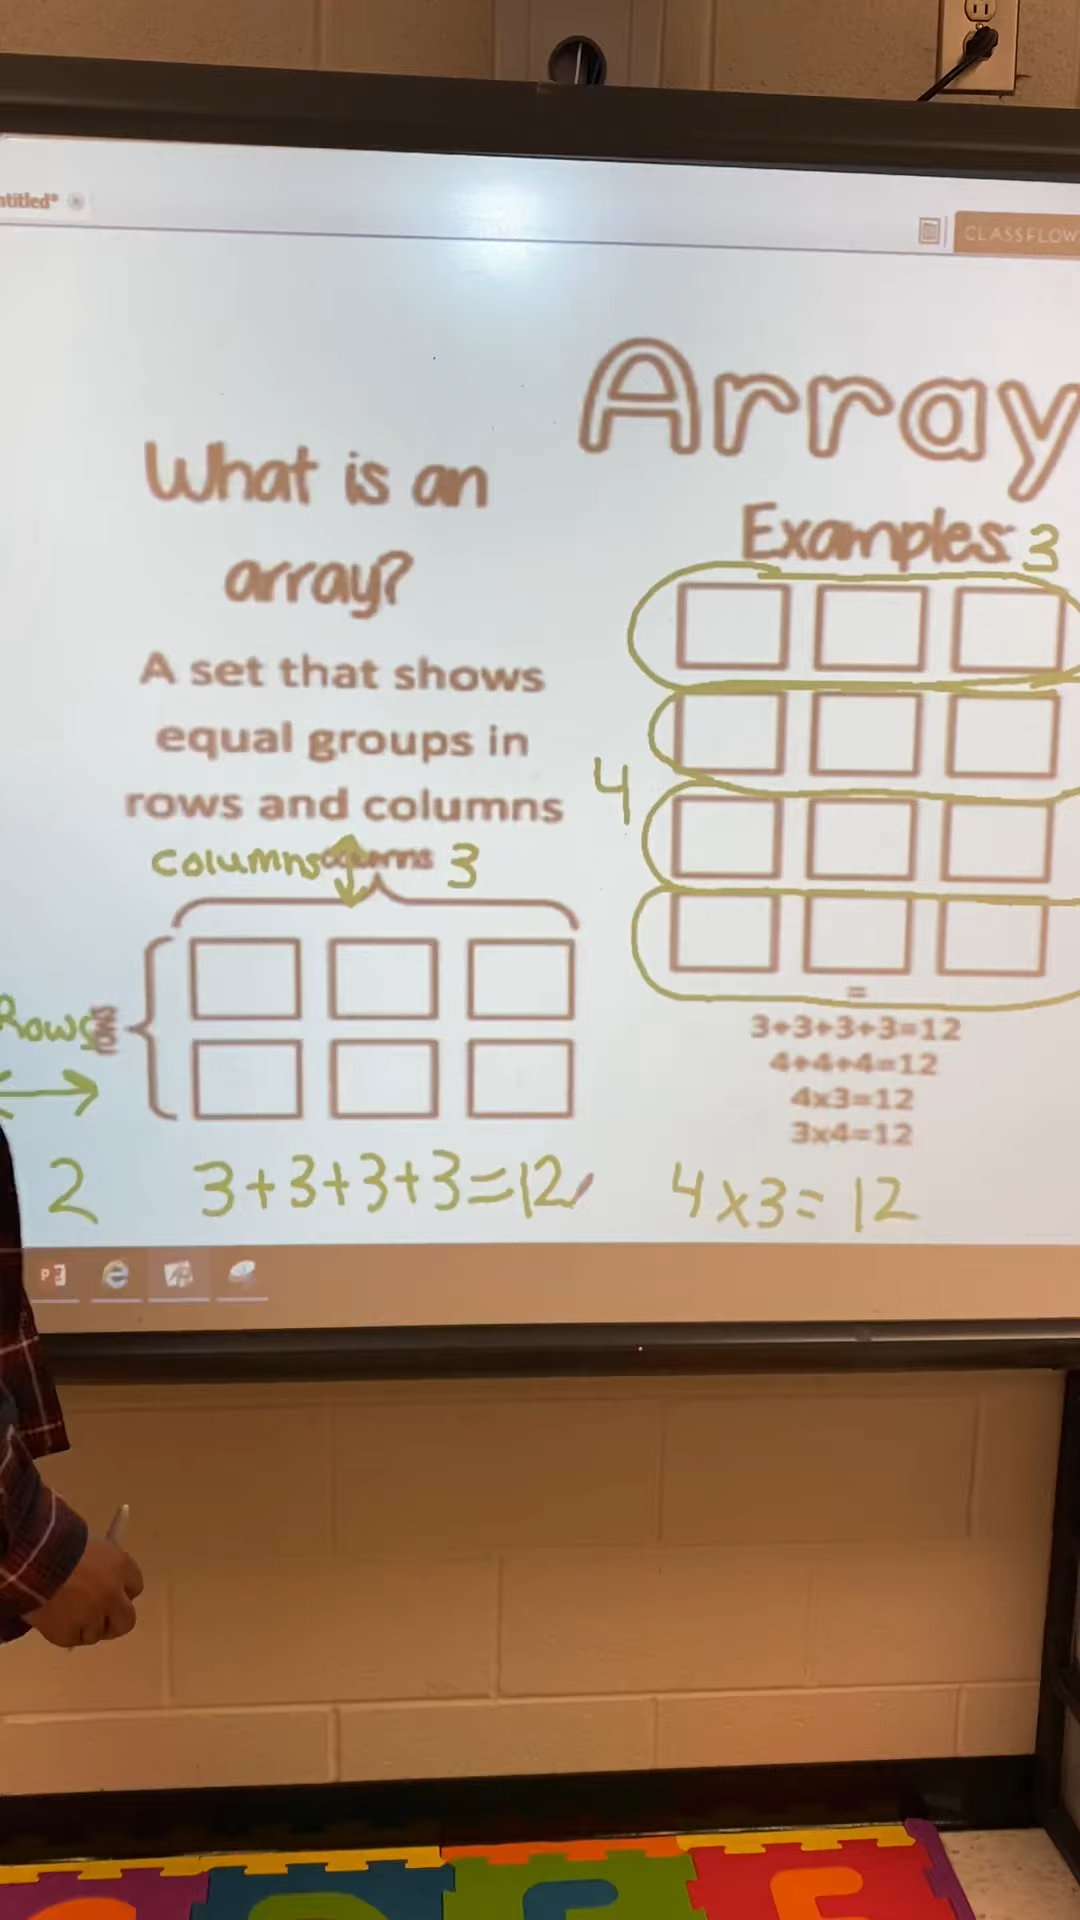 ntitled*
CLASSFLOW
Array
What is an
array?
A set that shows
equal groups in
rows and columns
Columns 3
Rows
2
3+3+3+3=12
Examples 3
4
=
3+3+3+3=12
4+4+4=12
4x3=12
3x4=12
4x3=12